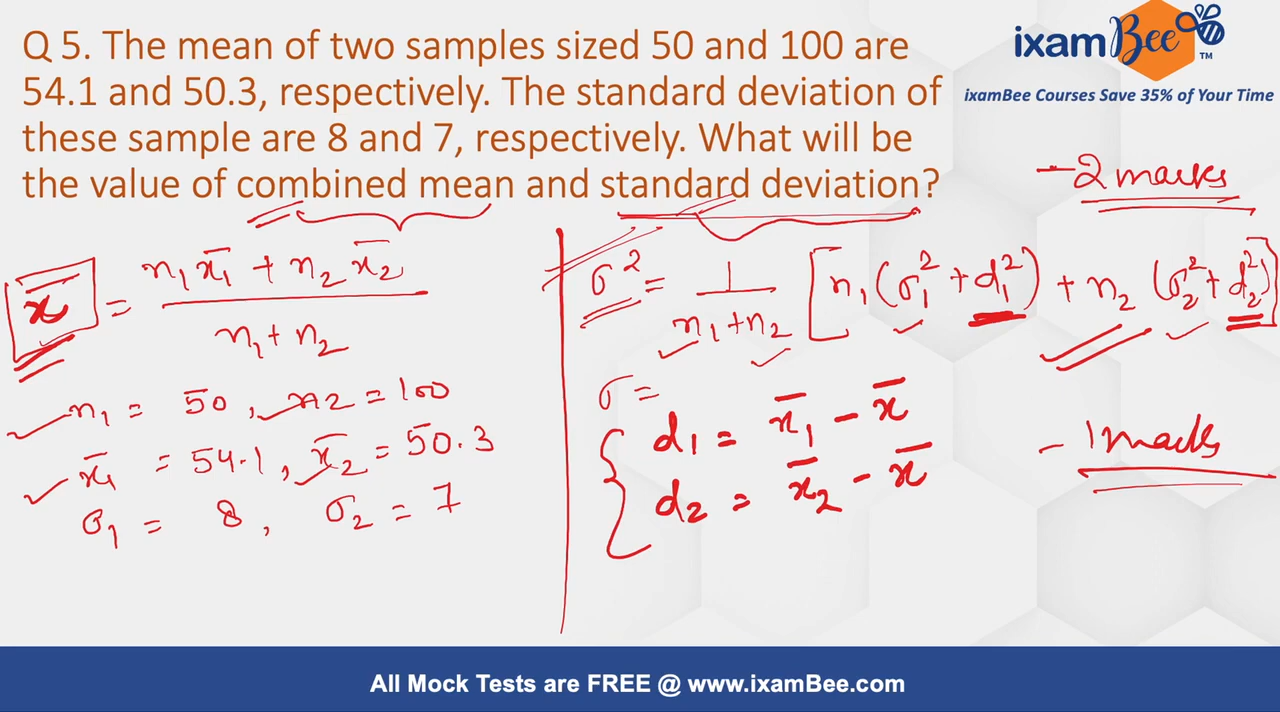 Q 5. The mean of two samples sized 50 and 100 are
54.1 and 50.3, respectively. The standard deviation of
these sample are 8 and 7, respectively. What will be
the value of combined mean and standard deviation?
ixamBee™
ixamBee Courses Save 35% of Your Time
- 2 marks
x̄ = (n₁x̄₁ + n₂x̄₂) / (n₁ + n₂)
n₁ = 50, n2 = 100
x̄₁ = 54.1, x̄₂ = 50.3
σ₁ = 8, σ₂ = 7
σ² = 1 / (n₁+n₂) [n₁(σ₁² + d₁²) + n₂(σ₂² + d₂²)]
σ =
d₁ = x̄₁ - x̄
d₂ = x̄₂ - x̄
- 1 marks
All Mock Tests are FREE @ www.ixamBee.com